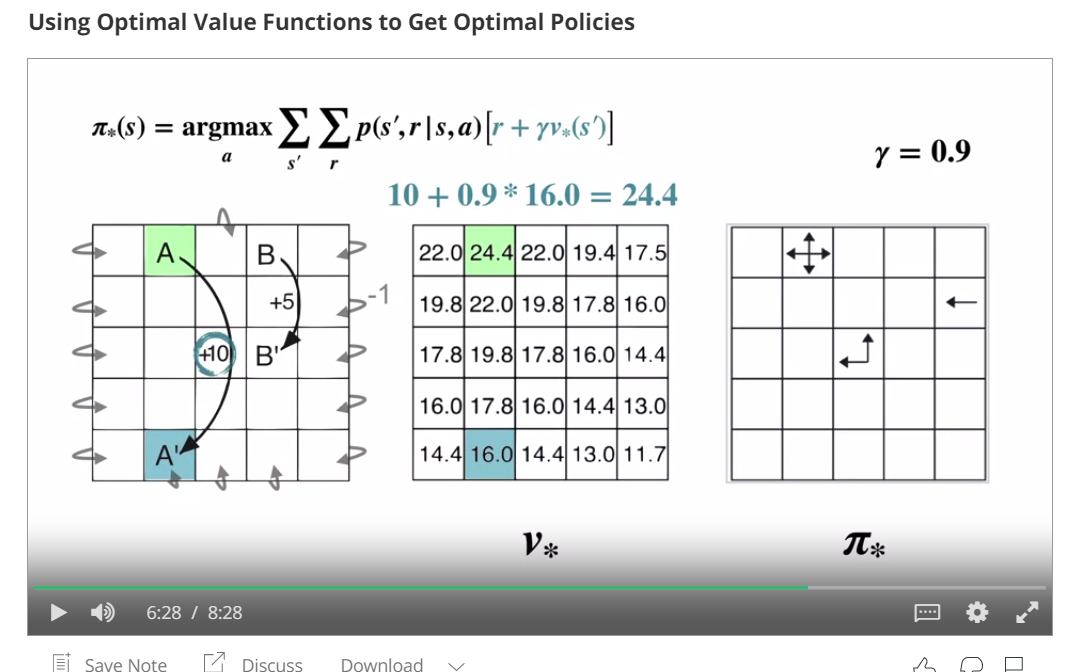 Using Optimal Value Functions to Get Optimal Policies
π*(s) = argmax ∑ ∑ p(s′, r | s, a)[r + γv*(s′)]
a s′ r
γ = 0.9
10 + 0.9 * 16.0 = 24.4
A B
+5
-1
+10 B'
A'
22.0 24.4 22.0 19.4 17.5
19.8 22.0 19.8 17.8 16.0
17.8 19.8 17.8 16.0 14.4
16.0 17.8 16.0 14.4 13.0
14.4 16.0 14.4 13.0 11.7
v*
π*
6:28 / 8:28
Save Note Discuss Download